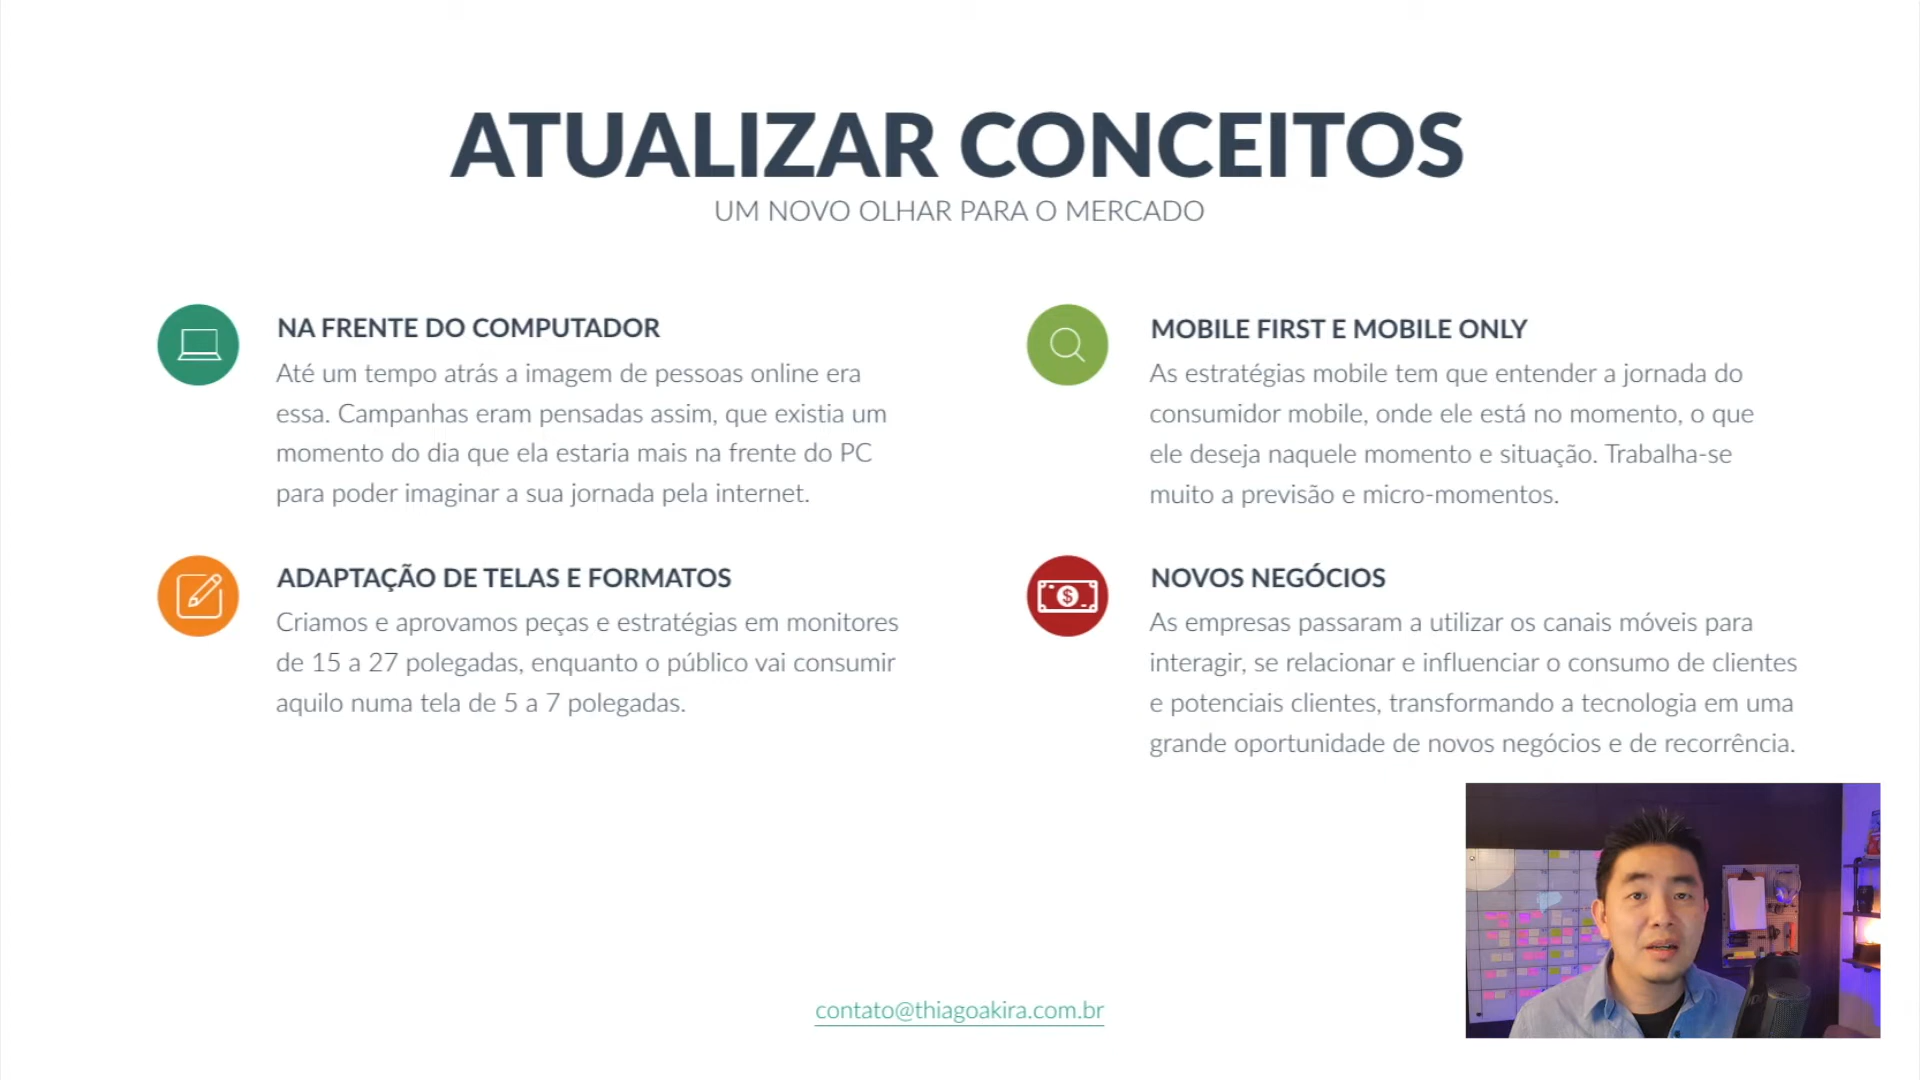 ATUALIZAR CONCEITOS
UM NOVO OLHAR PARA O MERCADO
NA FRENTE DO COMPUTADOR
Até um tempo atrás a imagem de pessoas online era
essa. Campanhas eram pensadas assim, que existia um
momento do dia que ela estaria mais na frente do PC
para poder imaginar a sua jornada pela internet.
MOBILE FIRST E MOBILE ONLY
As estratégias mobile tem que entender a jornada do
consumidor mobile, onde ele está no momento, o que
ele deseja naquele momento e situação. Trabalha-se
muito a previsão e micro-momentos.
ADAPTAÇÃO DE TELAS E FORMATOS
Criamos e aprovamos peças e estratégias em monitores
de 15 a 27 polegadas, enquanto o público vai consumir
aquilo numa tela de 5 a 7 polegadas.
NOVOS NEGÓCIOS
As empresas passaram a utilizar os canais móveis para
interagir, se relacionar e influenciar o consumo de clientes
e potenciais clientes, transformando a tecnologia em uma
grande oportunidade de novos negócios e de recorrência.
contato@thiagoakira.com.br